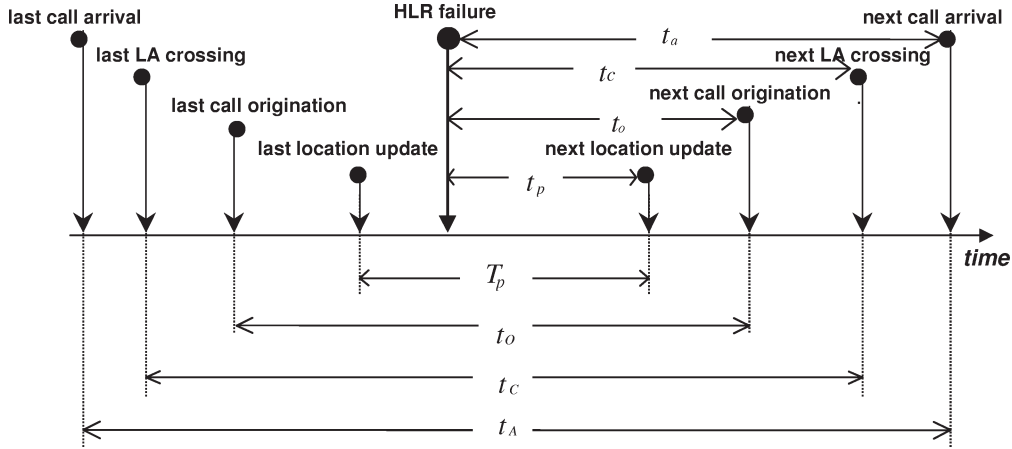 HLR failure
last call arrival
next call arrival
t_a
last LA crossing
next LA crossing
t_c
last call origination
next call origination
t_o
last location update
next location update
t_p
time
T_p
t_O
t_C
t_A